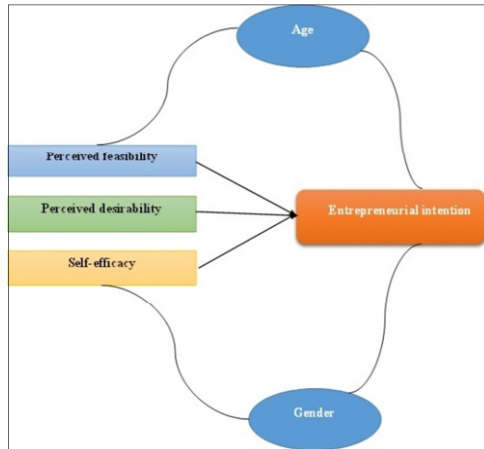 Age
Perceived feasibility
Perceived desirability
Entrepreneurial intention
Self-efficacy
Gender